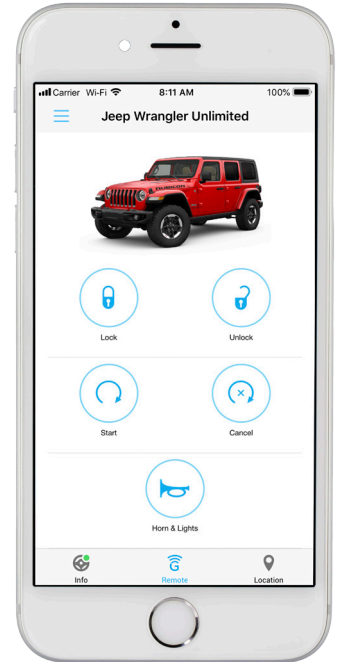 Carrier Wi-Fi 8:11 AM 100%
Jeep Wrangler Unlimited
RUBICON
Lock Unlock
Start Cancel
Horn & Lights
G
Info Remote Location